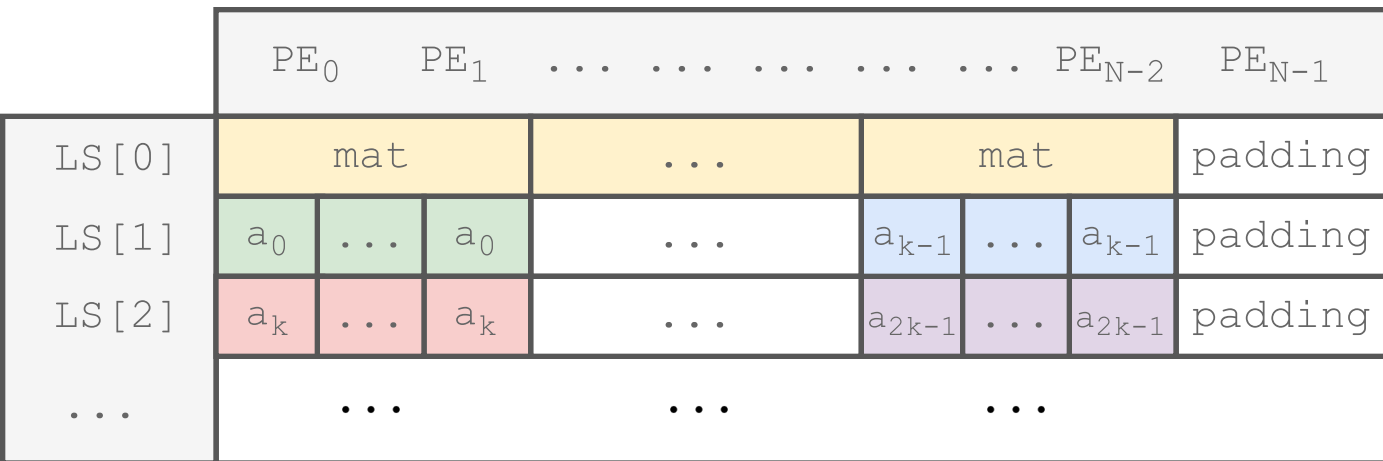 PE0 PE1 ... ... ... ... ... PEN-2 PEN-1
LS[0] mat ... mat padding
LS[1] a0 ... a0 ... ak-1 ... ak-1 padding
LS[2] ak ... ak ... a2k-1 ... a2k-1 padding
... ... ... ...